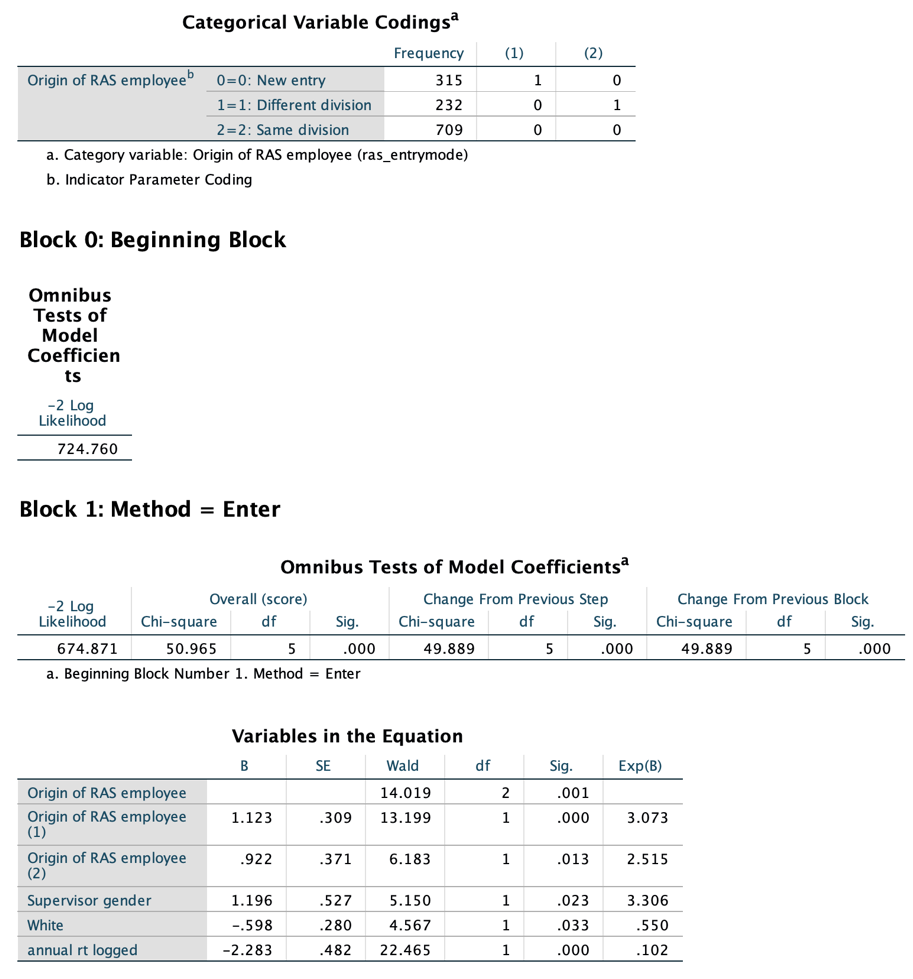 Categorical Variable Codingsa
Frequency (1) (2)
Origin of RAS employeeb 0=0: New entry 315 1 0
1=1: Different division 232 0 1
2=2: Same division 709 0 0
a. Category variable: Origin of RAS employee (ras_entrymode)
b. Indicator Parameter Coding
Block 0: Beginning Block
Omnibus
Tests of
Model
Coefficien
ts
-2 Log
Likelihood
724.760
Block 1: Method = Enter
Omnibus Tests of Model Coefficientsa
-2 Log
Likelihood
Overall (score) Change From Previous Step Change From Previous Block
Chi-square df Sig. Chi-square df Sig. Chi-square df Sig.
674.871 50.965 5 .000 49.889 5 .000 49.889 5 .000
a. Beginning Block Number 1. Method = Enter
Variables in the Equation
B SE Wald df Sig. Exp(B)
Origin of RAS employee 14.019 2 .001
Origin of RAS employee
(1)
1.123 .309 13.199 1 .000 3.073
Origin of RAS employee
(2)
.922 .371 6.183 1 .013 2.515
Supervisor gender 1.196 .527 5.150 1 .023 3.306
White -.598 .280 4.567 1 .033 .550
annual rt logged -2.283 .482 22.465 1 .000 .102